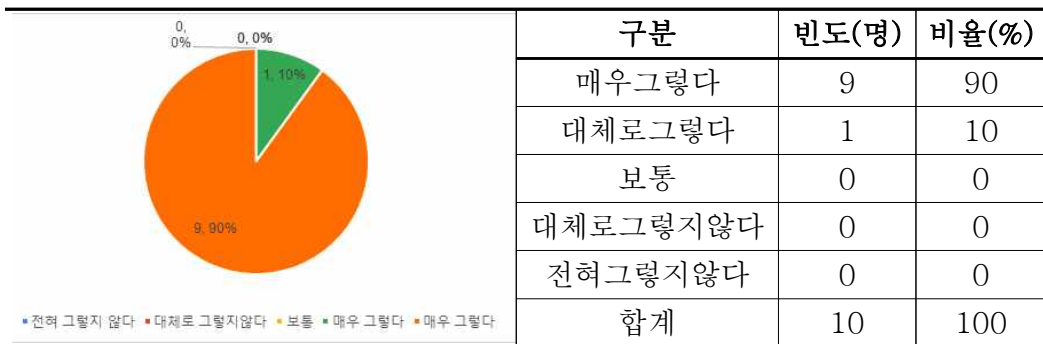 0,
0%
0, 0%
1, 10%
9, 90%
전혀 그렇지 않다 대체로 그렇지않다 보통 매우 그렇다 매우 그렇다
구분 빈도(명) 비율(%)
매우그렇다 9 90
대체로그렇다 1 10
보통 0 0
대체로그렇지않다 0 0
전혀그렇지않다 0 0
합계 10 100